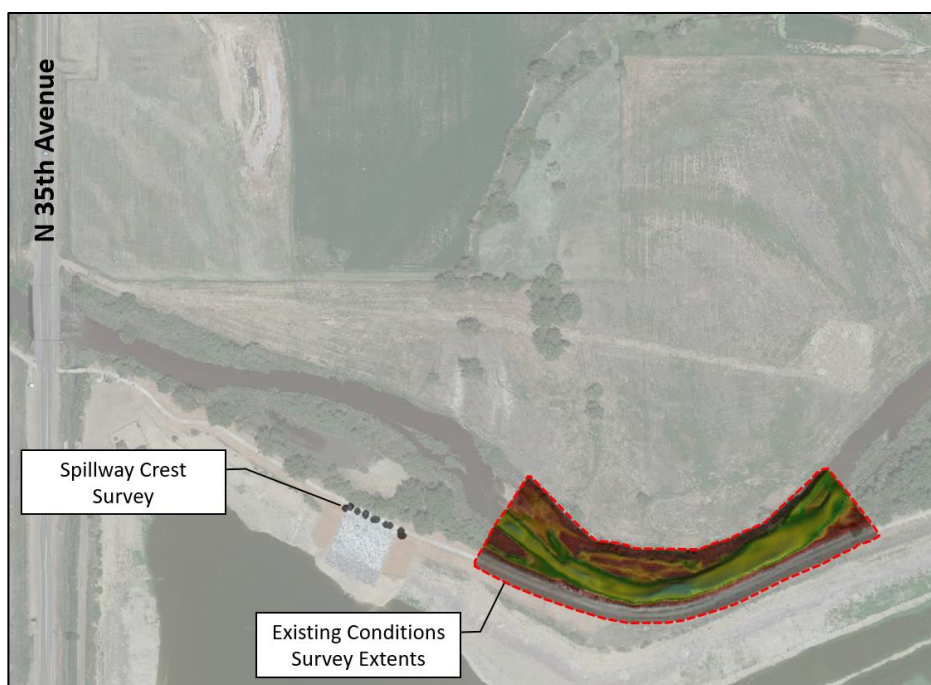 N 35th Avenue
Spillway Crest
Survey
Existing Conditions
Survey Extents